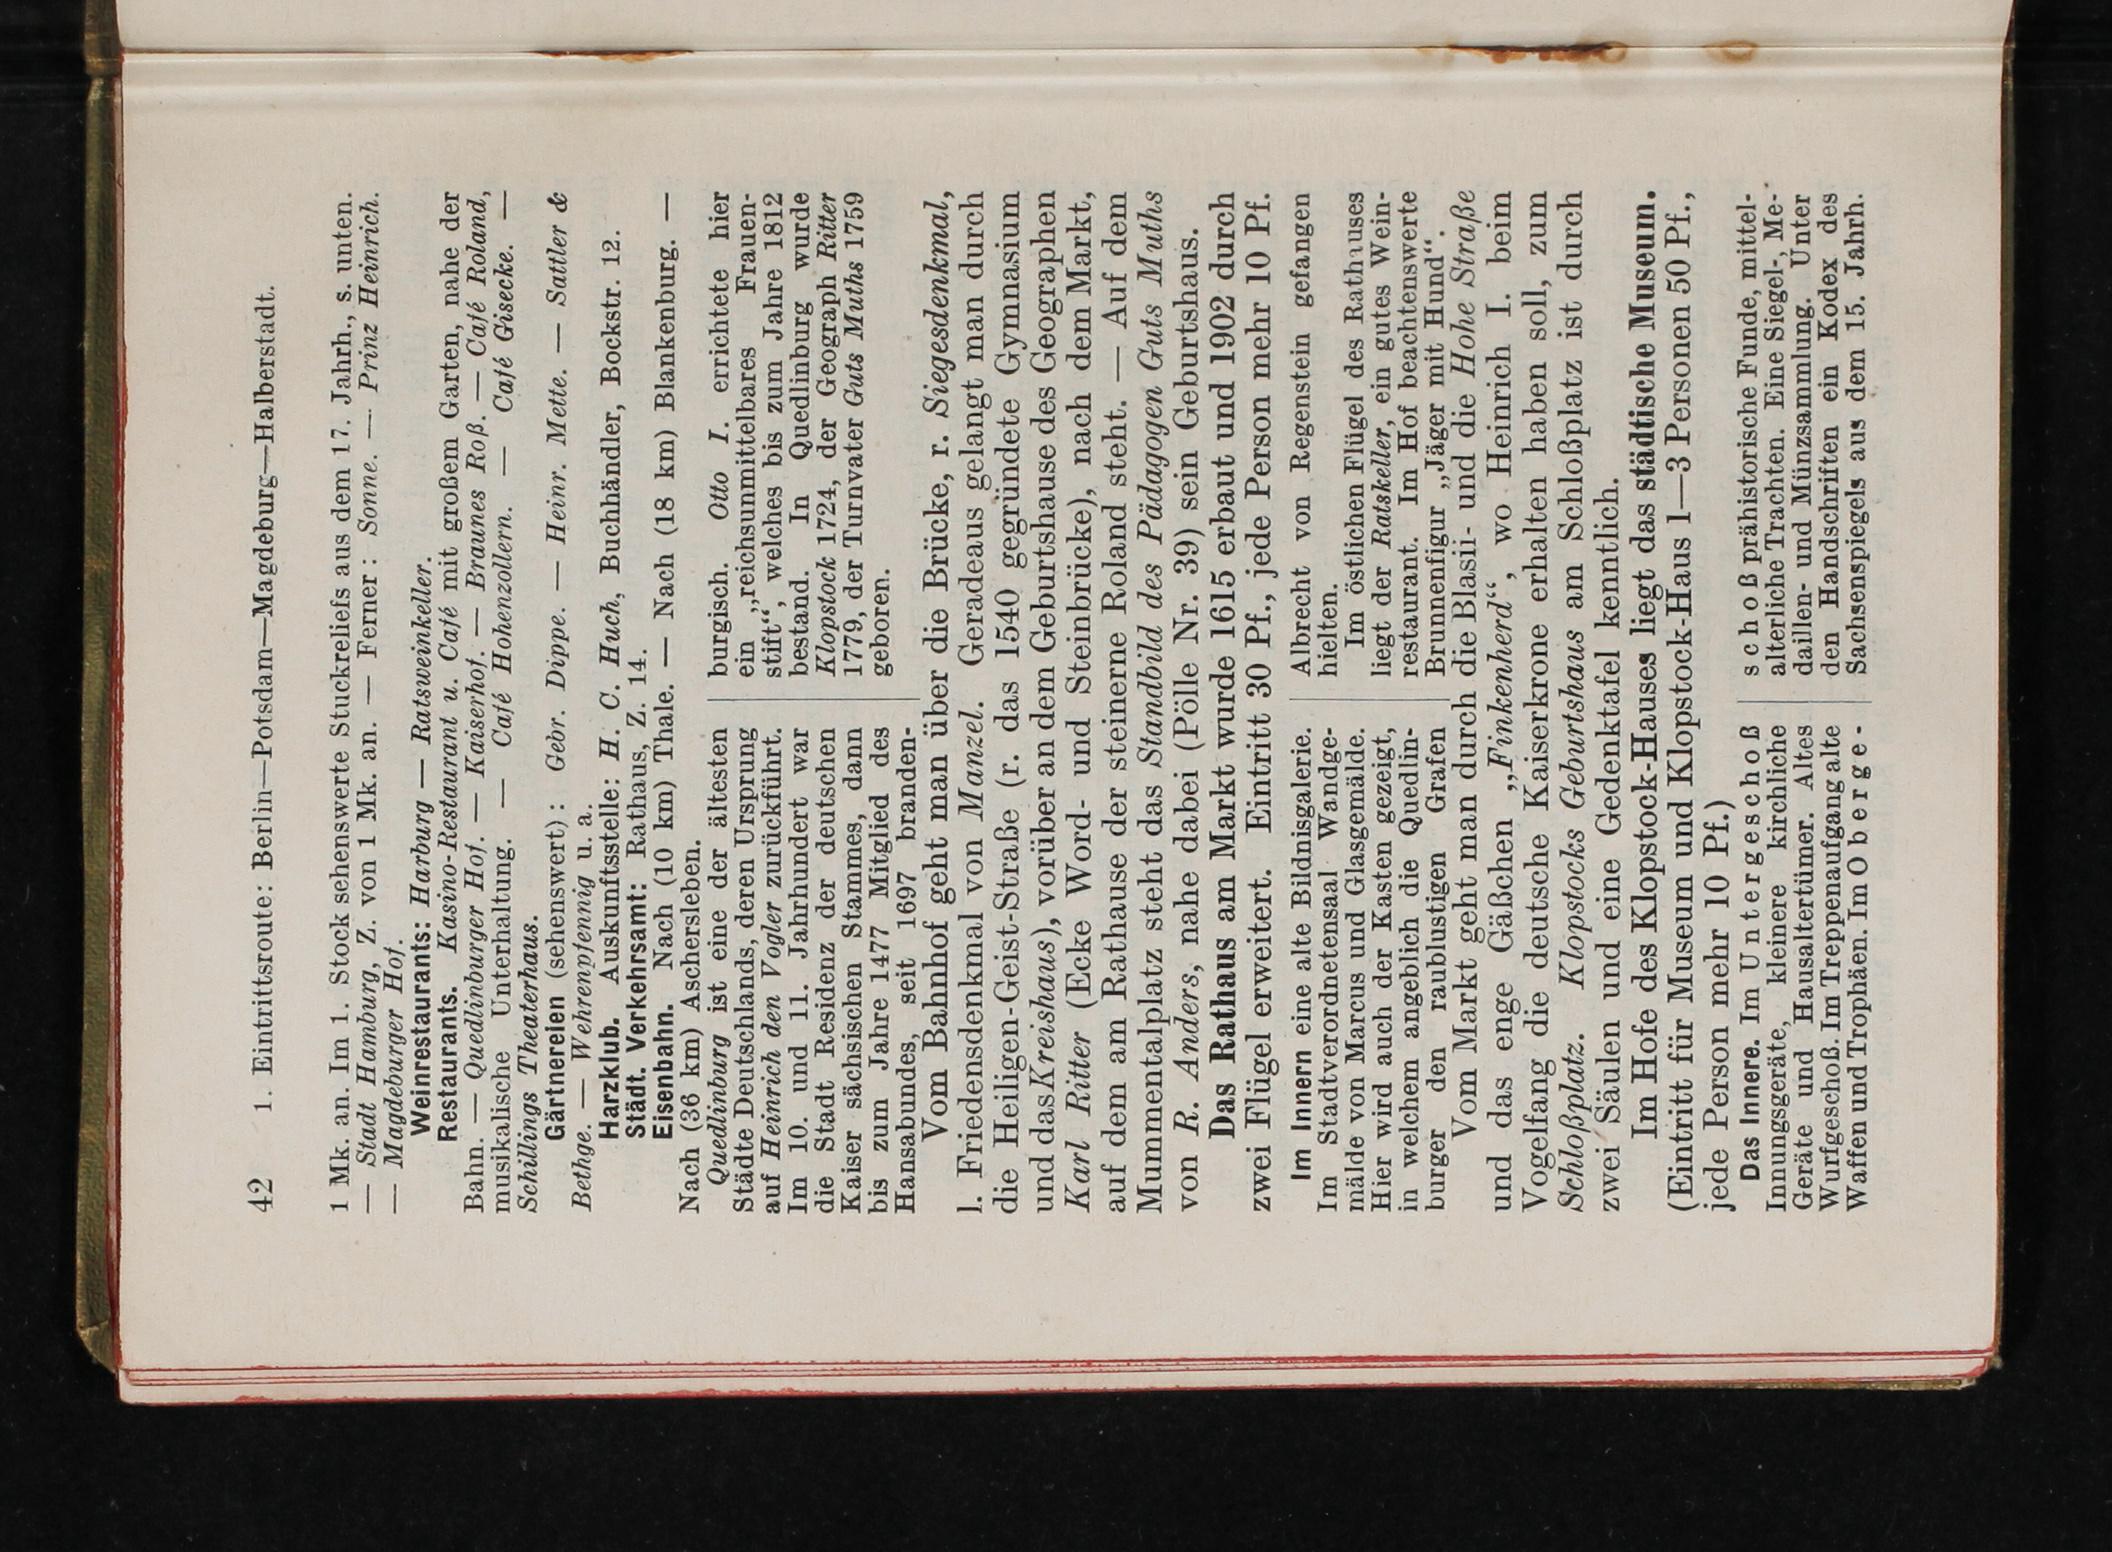 42 1. Eintrittsroute: Berlin—Potsdam—Magdeburg—Halberstadt.
1 Mk. an. Im 1. Stock sehenswerte Stuckreliefs aus dem 17. Jahrh., s. unten.
— Stadt Hamburg, Z. von 1 Mk. an. — Ferner: Sonne. — Prinz Heinrich.
— Magdeburger Hof.
Weinrestaurants: Harburg — Ratsweinkeller.
Restaurants. Kasino-Restaurant u. Café mit großem Garten, nahe der
Bahn. — Quedlinburger Hof. — Kaiserhof. — Braunes Roß. — Café Roland,
musikalische Unterhaltung. — Café Hohenzollern. — Café Gisecke. —
Schillings Theaterhaus.
Gärtnereien (sehenswert): Gebr. Dippe. — Heinr. Mette. — Sattler &
Bethge. — Wehrenpfennig u. a.
Harzklub. Auskunftsstelle: H. C. Huch, Buchhändler, Bockstr. 12.
Städt. Verkehrsamt: Rathaus, Z. 14.
Eisenbahn. Nach (10 km) Thale. — Nach (18 km) Blankenburg. —
Nach (36 km) Aschersleben.
Quedlinburg ist eine der ältesten
Städte Deutschlands, deren Ursprung
auf Heinrich den Vogler zurückführt.
Im 10. und 11. Jahrhundert war
die Stadt Residenz der deutschen
Kaiser sächsischen Stammes, dann
bis zum Jahre 1477 Mitglied des
Hansabundes, seit 1697 branden-
burgisch. Otto I. errichtete hier
ein „reichsunmittelbares Frauen-
stift“, welches bis zum Jahre 1812
bestand. In Quedlinburg wurde
Klopstock 1724, der Geograph Ritter
1779, der Turnvater Guts Muths 1759
geboren.
Vom Bahnhof geht man über die Brücke, r. Siegesdenkmal,
l. Friedensdenkmal von Manzel. Geradeaus gelangt man durch
die Heiligen-Geist-Straße (r. das 1540 gegründete Gymnasium
und das Kreishaus), vorüber an dem Geburtshause des Geographen
Karl Ritter (Ecke Word- und Steinbrücke), nach dem Markt,
auf dem am Rathause der steinerne Roland steht. — Auf dem
Mummentalplatz steht das Standbild des Pädagogen Guts Muths
von R. Anders, nahe dabei (Pölle Nr. 39) sein Geburtshaus.
Das Rathaus am Markt wurde 1615 erbaut und 1902 durch
zwei Flügel erweitert. Eintritt 30 Pf., jede Person mehr 10 Pf.
Im Innern eine alte Bildnisgalerie.
Im Stadtverordnetensaal Wandge-
mälde von Marcus und Glasgemälde.
Hier wird auch der Kasten gezeigt,
in welchem angeblich die Quedlin-
burger den raublustigen Grafen
Albrecht von Regenstein gefangen
hielten.
Im östlichen Flügel des Rathauses
liegt der Ratskeller, ein gutes Wein-
restaurant. Im Hof beachtenswerte
Brunnenfigur „Jäger mit Hund“.
Vom Markt geht man durch die Blasii- und die Hohe Straße
und das enge Gäßchen „Finkenherd“, wo Heinrich I. beim
Vogelfang die deutsche Kaiserkrone erhalten haben soll, zum
Schloßplatz. Klopstocks Geburtshaus am Schloßplatz ist durch
zwei Säulen und eine Gedenktafel kenntlich.
Im Hofe des Klopstock-Hauses liegt das städtische Museum.
(Eintritt für Museum und Klopstock-Haus 1—3 Personen 50 Pf.,
jede Person mehr 10 Pf.)
Das Innere. Im Untergeschoß
Innungsgeräte, kleinere kirchliche
Geräte und Hausaltertümer. Altes
Wurfgeschoß. Im Treppenaufgang alte
Waffen und Trophäen. Im Oberge-
schoß prähistorische Funde, mittel-
alterliche Trachten. Eine Siegel-, Me-
daillen- und Münzsammlung. Unter
den Handschriften ein Kodex des
Sachsenspiegels aus dem 15. Jahrh.